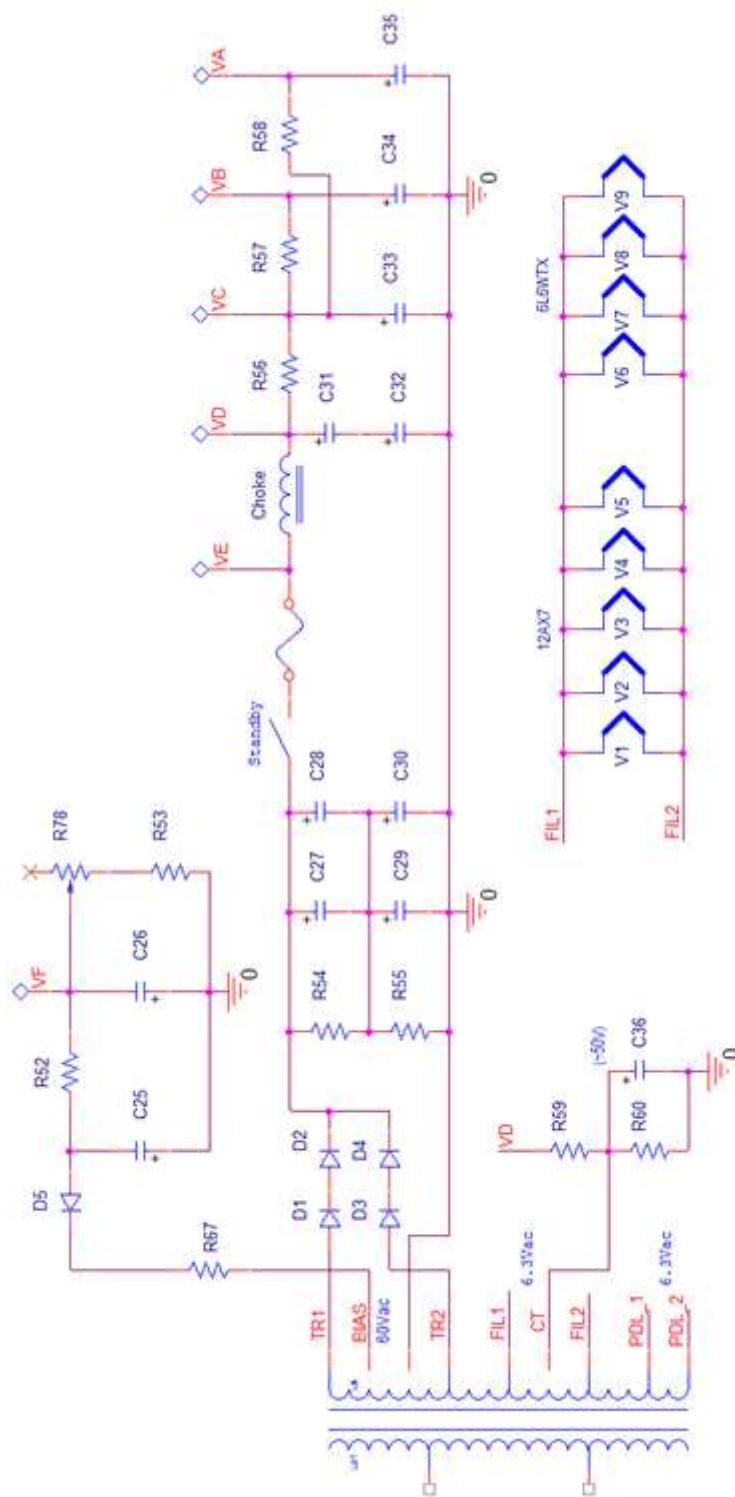 VA
VB
VC
VD
VE
R58
R57
R56
Choke
C35
C34
C33
C31
C32
0
Standby
C28
C30
C27
C29
0
R54
R55
R78
R53
VF
C26
0
R52
C25
D5
R67
D2
D4
D1
D3
TR1
BIAS
60Vac
TR2
FIL1
6.3Vac
CT
FIL2
PDL_1
6.3Vac
PDL_2
VD
R59
(~50V)
C36
R60
0
FIL1
FIL2
12AX7
6L6WTX
V1
V2
V3
V4
V5
V6
V7
V8
V9